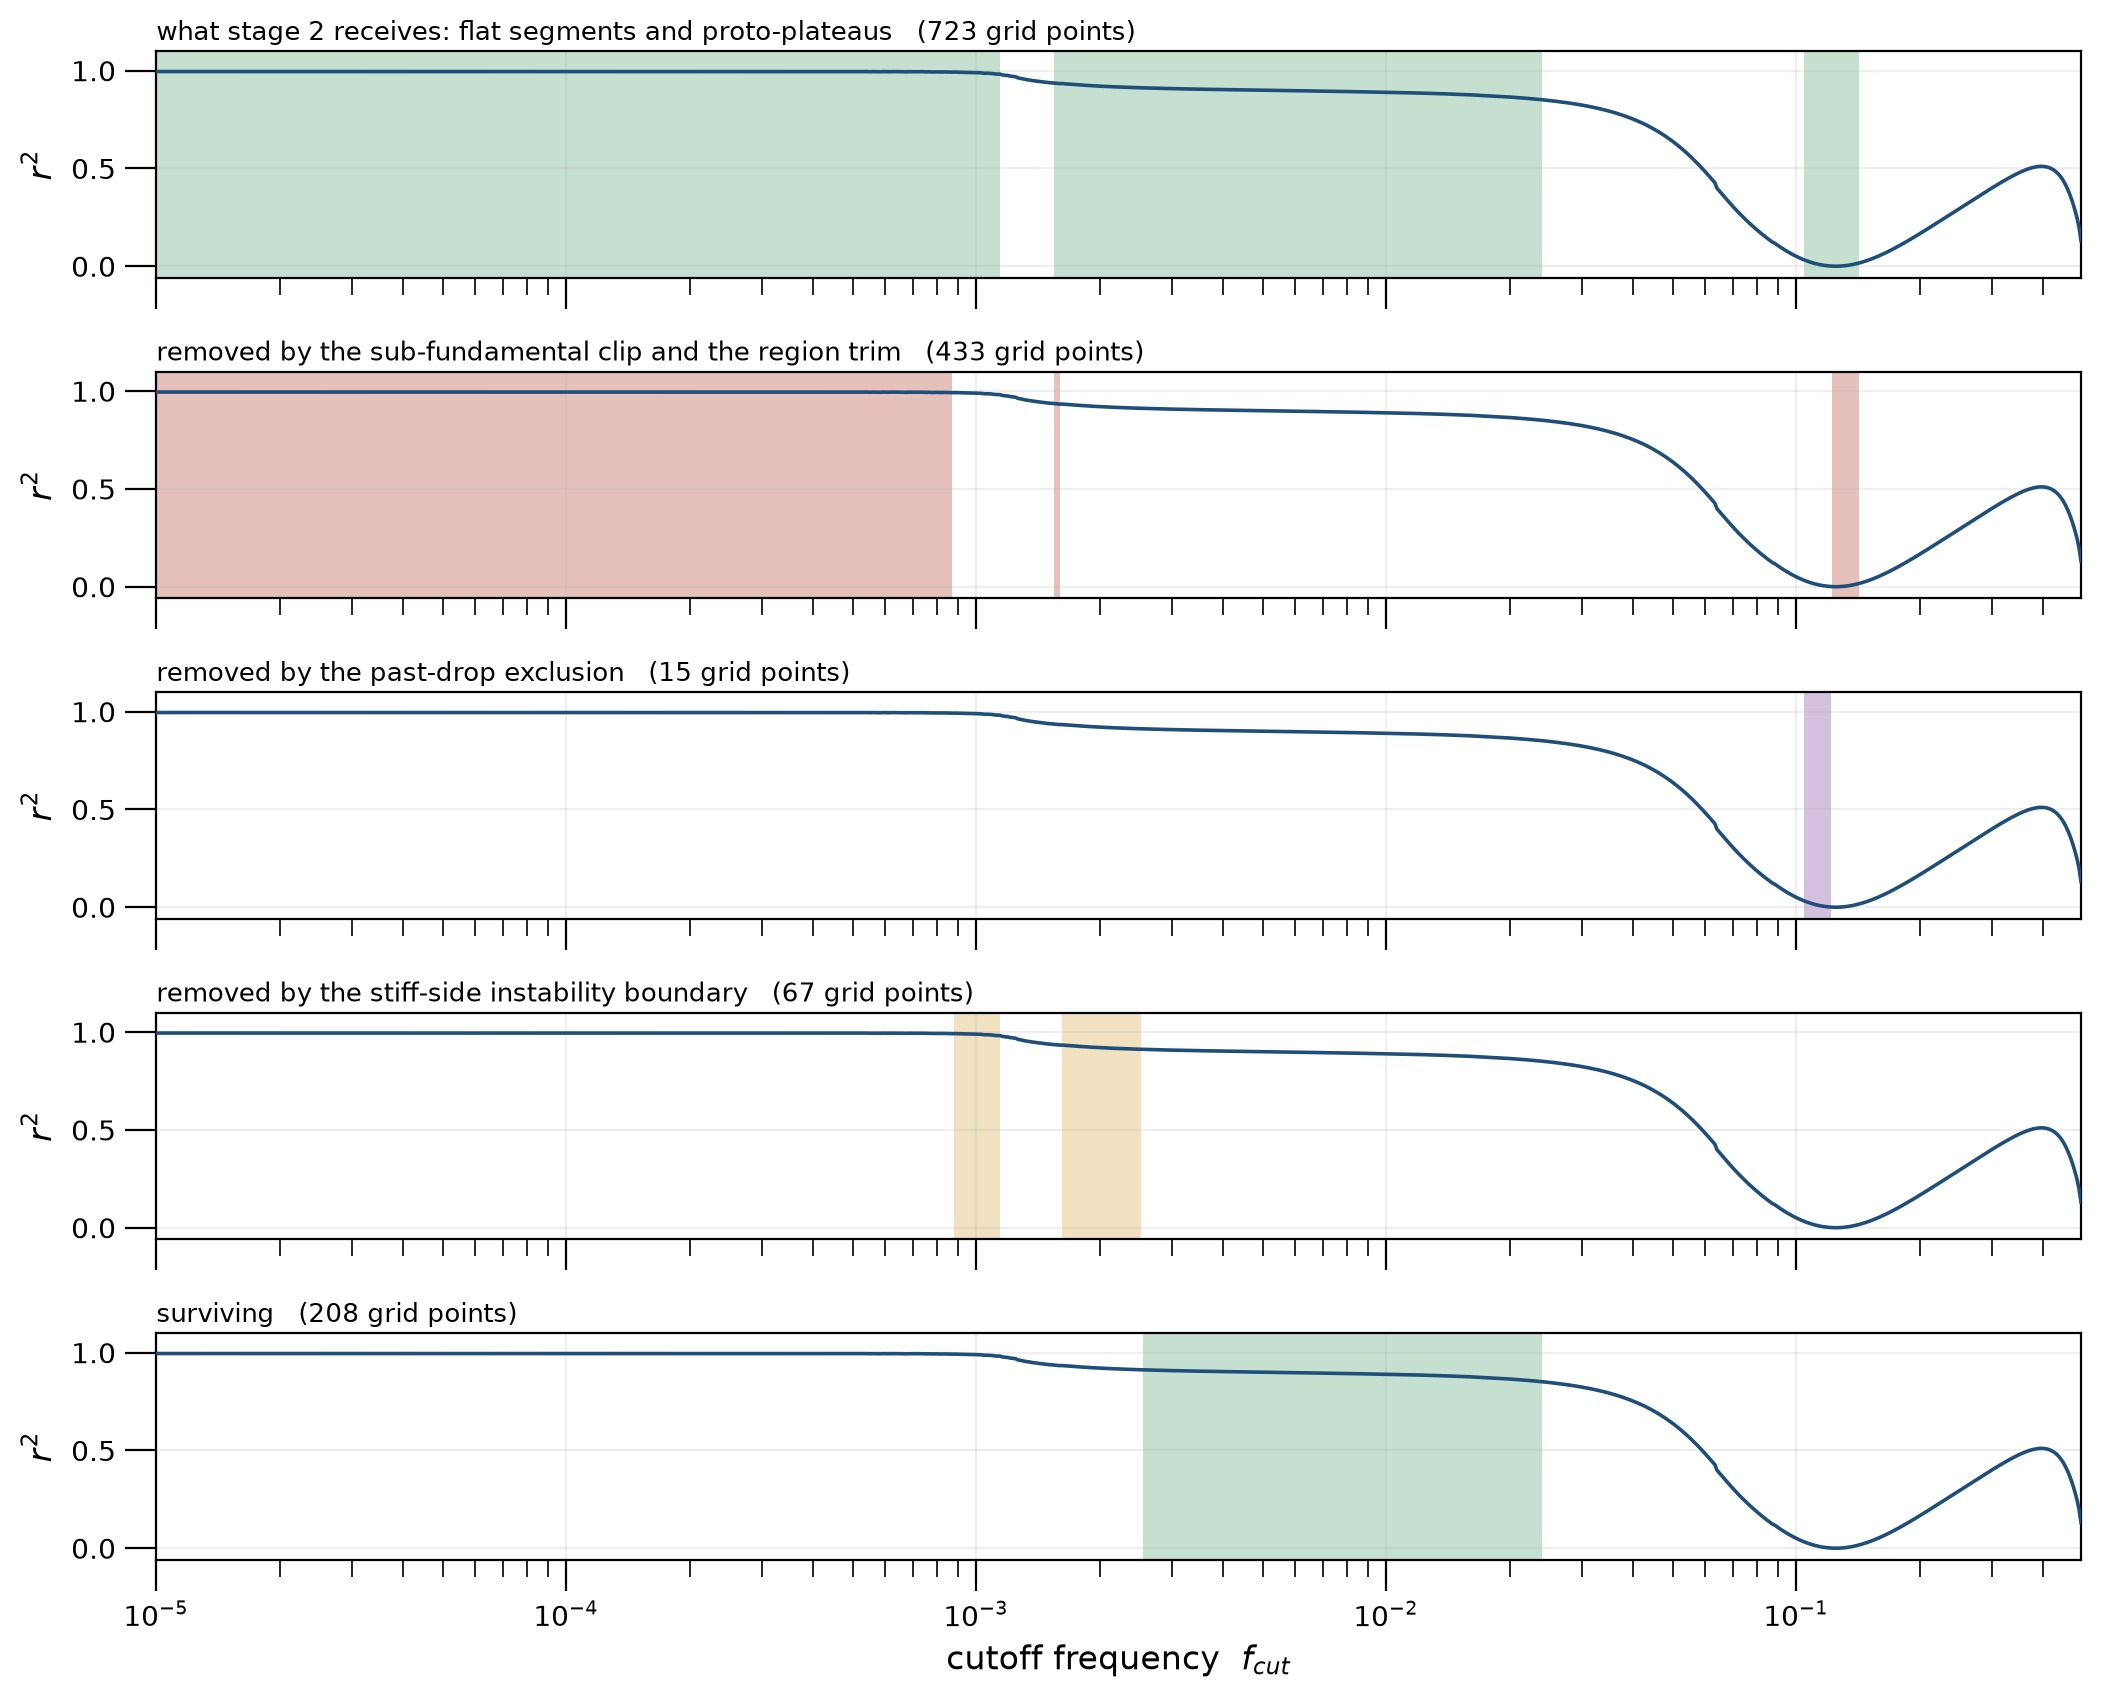 what stage 2 receives: flat segments and proto-plateaus (723 grid points)
1.0
0.5
0.0
r²
removed by the sub-fundamental clip and the region trim (433 grid points)
1.0
0.5
0.0
r²
removed by the past-drop exclusion (15 grid points)
1.0
0.5
0.0
r²
removed by the stiff-side instability boundary (67 grid points)
1.0
0.5
0.0
r²
surviving (208 grid points)
1.0
0.5
0.0
r²
10⁻⁵ 10⁻⁴ 10⁻³ 10⁻² 10⁻¹
cutoff frequency f_cut